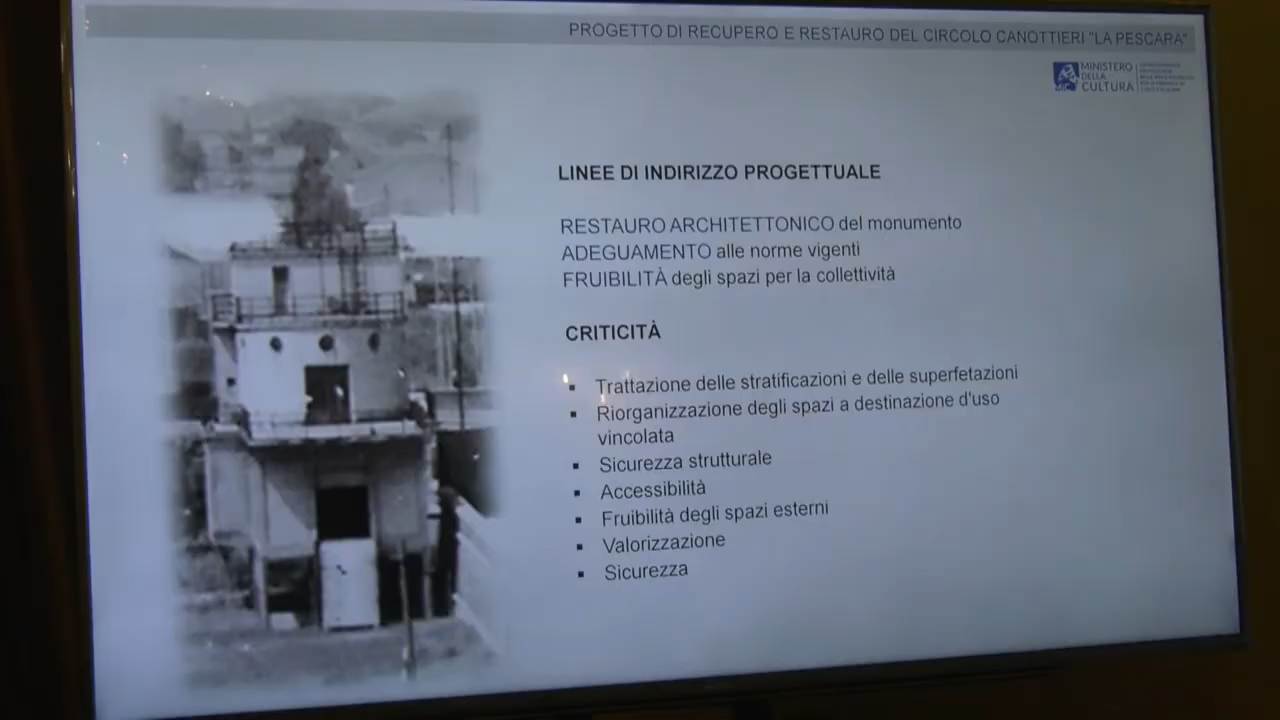 PROGETTO DI RECUPERO E RESTAURO DEL CIRCOLO CANOTTIERI "LA PESCARA"
MiC
MINISTERO
DELLA
CULTURA
LINEE DI INDIRIZZO PROGETTUALE
RESTAURO ARCHITETTONICO del monumento
ADEGUAMENTO alle norme vigenti
FRUIBILITÀ degli spazi per la collettività
CRITICITÀ
▪ Trattazione delle stratificazioni e delle superfetazioni
▪ Riorganizzazione degli spazi a destinazione d'uso
vincolata
▪ Sicurezza strutturale
▪ Accessibilità
▪ Fruibilità degli spazi esterni
▪ Valorizzazione
▪ Sicurezza